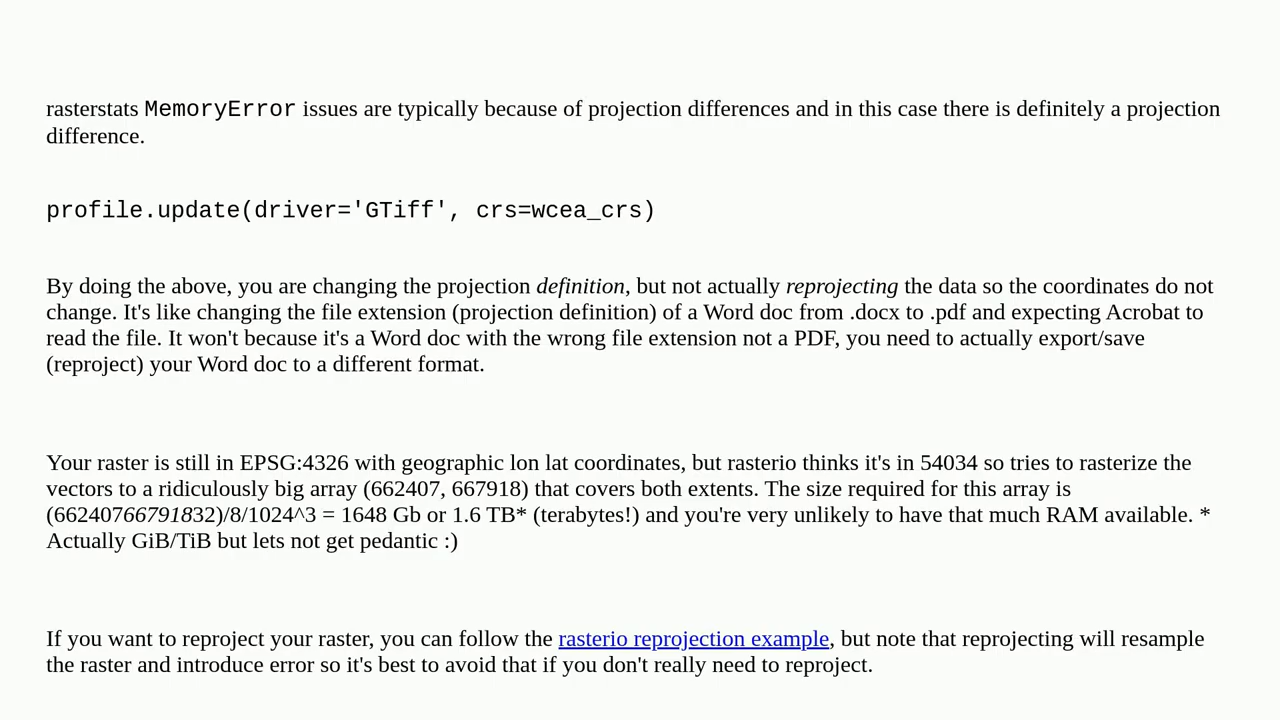 rasterstats MemoryError issues are typically because of projection differences and in this case there is definitely a projection
difference.
profile.update(driver='GTiff', crs=wcea_crs)
By doing the above, you are changing the projection definition, but not actually reprojecting the data so the coordinates do not
change. It's like changing the file extension (projection definition) of a Word doc from .docx to .pdf and expecting Acrobat to
read the file. It won't because it's a Word doc with the wrong file extension not a PDF, you need to actually export/save
(reproject) your Word doc to a different format.
Your raster is still in EPSG:4326 with geographic lon lat coordinates, but rasterio thinks it's in 54034 so tries to rasterize the
vectors to a ridiculously big array (662407, 667918) that covers both extents. The size required for this array is
(66240766791832)/8/1024^3 = 1648 Gb or 1.6 TB* (terabytes!) and you're very unlikely to have that much RAM available. *
Actually GiB/TiB but lets not get pedantic :)
If you want to reproject your raster, you can follow the rasterio reprojection example, but note that reprojecting will resample
the raster and introduce error so it's best to avoid that if you don't really need to reproject.